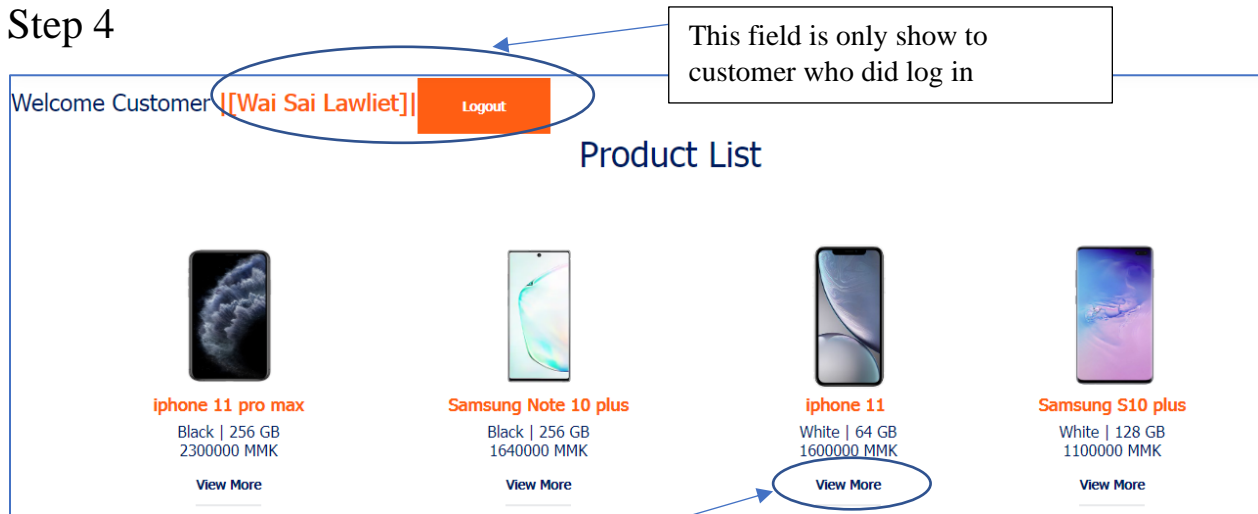 Step 4
This field is only show to
customer who did log in
Welcome Customer |[Wai Sai Lawliet]|
Logout
Product List
iphone 11 pro max
Black | 256 GB
2300000 MMK
View More
Samsung Note 10 plus
Black | 256 GB
1640000 MMK
View More
iphone 11
White | 64 GB
1600000 MMK
View More
Samsung S10 plus
White | 128 GB
1100000 MMK
View More